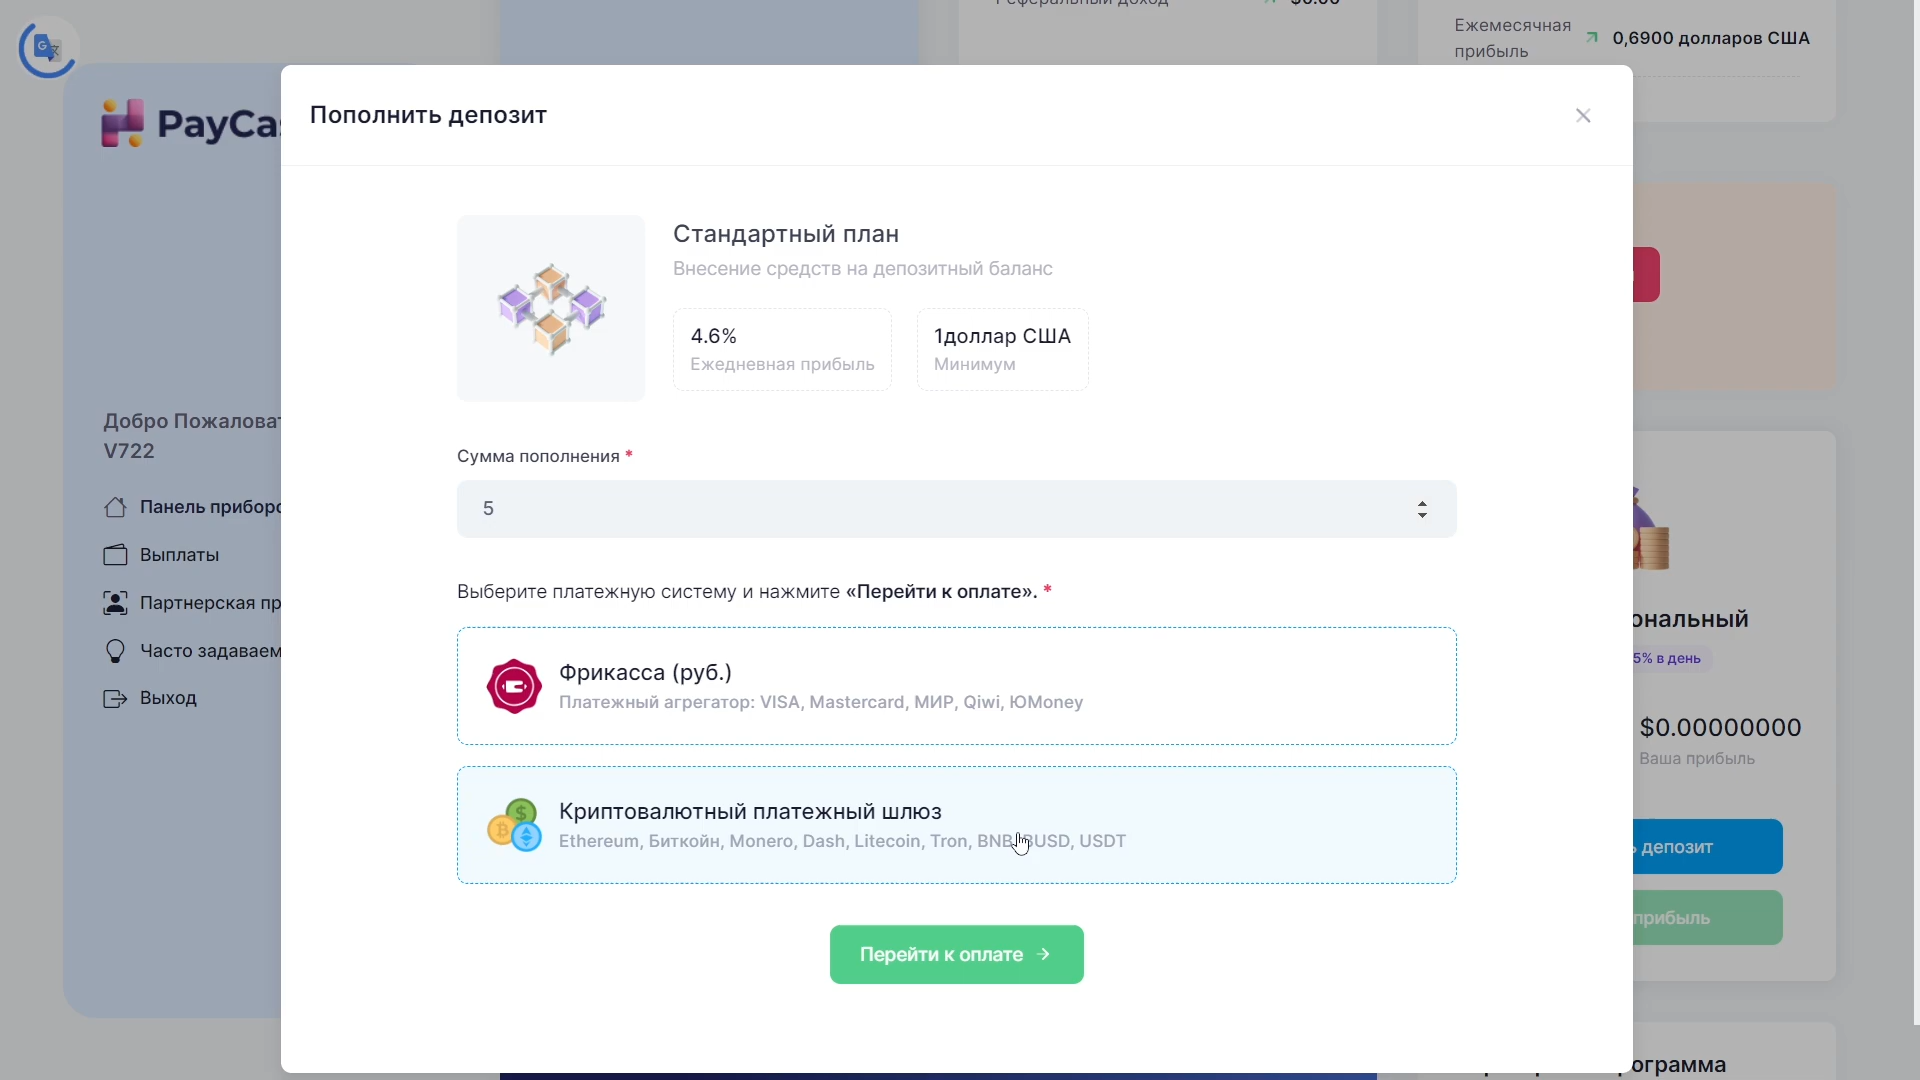 Ежемесячная
прибыль
0,6900 долларов США
PayCas
Пополнить депозит
Стандартный план
Внесение средств на депозитный баланс
4.6%
Ежедневная прибыль
1доллар США
Минимум
Добро Пожаловат
V722
Панель приборо
Выплаты
Партнерская пр
Часто задаваем
Выход
Сумма пополнения *
5
Выберите платежную систему и нажмите «Перейти к оплате». *
Фрикасса (руб.)
Платежный агрегатор: VISA, Mastercard, МИР, Qiwi, ЮMoney
Криптовалютный платежный шлюз
Ethereum, Биткойн, Monero, Dash, Litecoin, Tron, BNB, BUSD, USDT
Перейти к оплате →
ональный
5% в день
$0.00000000
Ваша прибыль
ь депозит
прибыль
ограмма